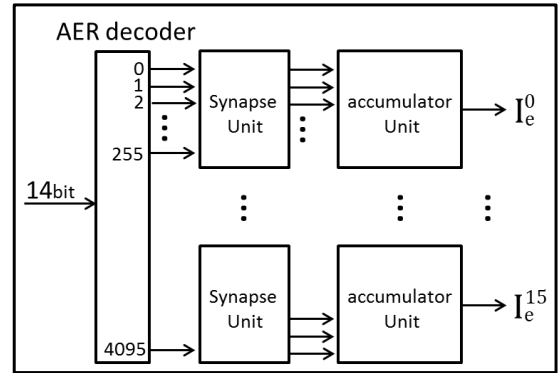 AER decoder
0
1
2
255
14bit
4095
Synapse
Unit
accumulator
Unit
I_e^0
Synapse
Unit
accumulator
Unit
I_e^15